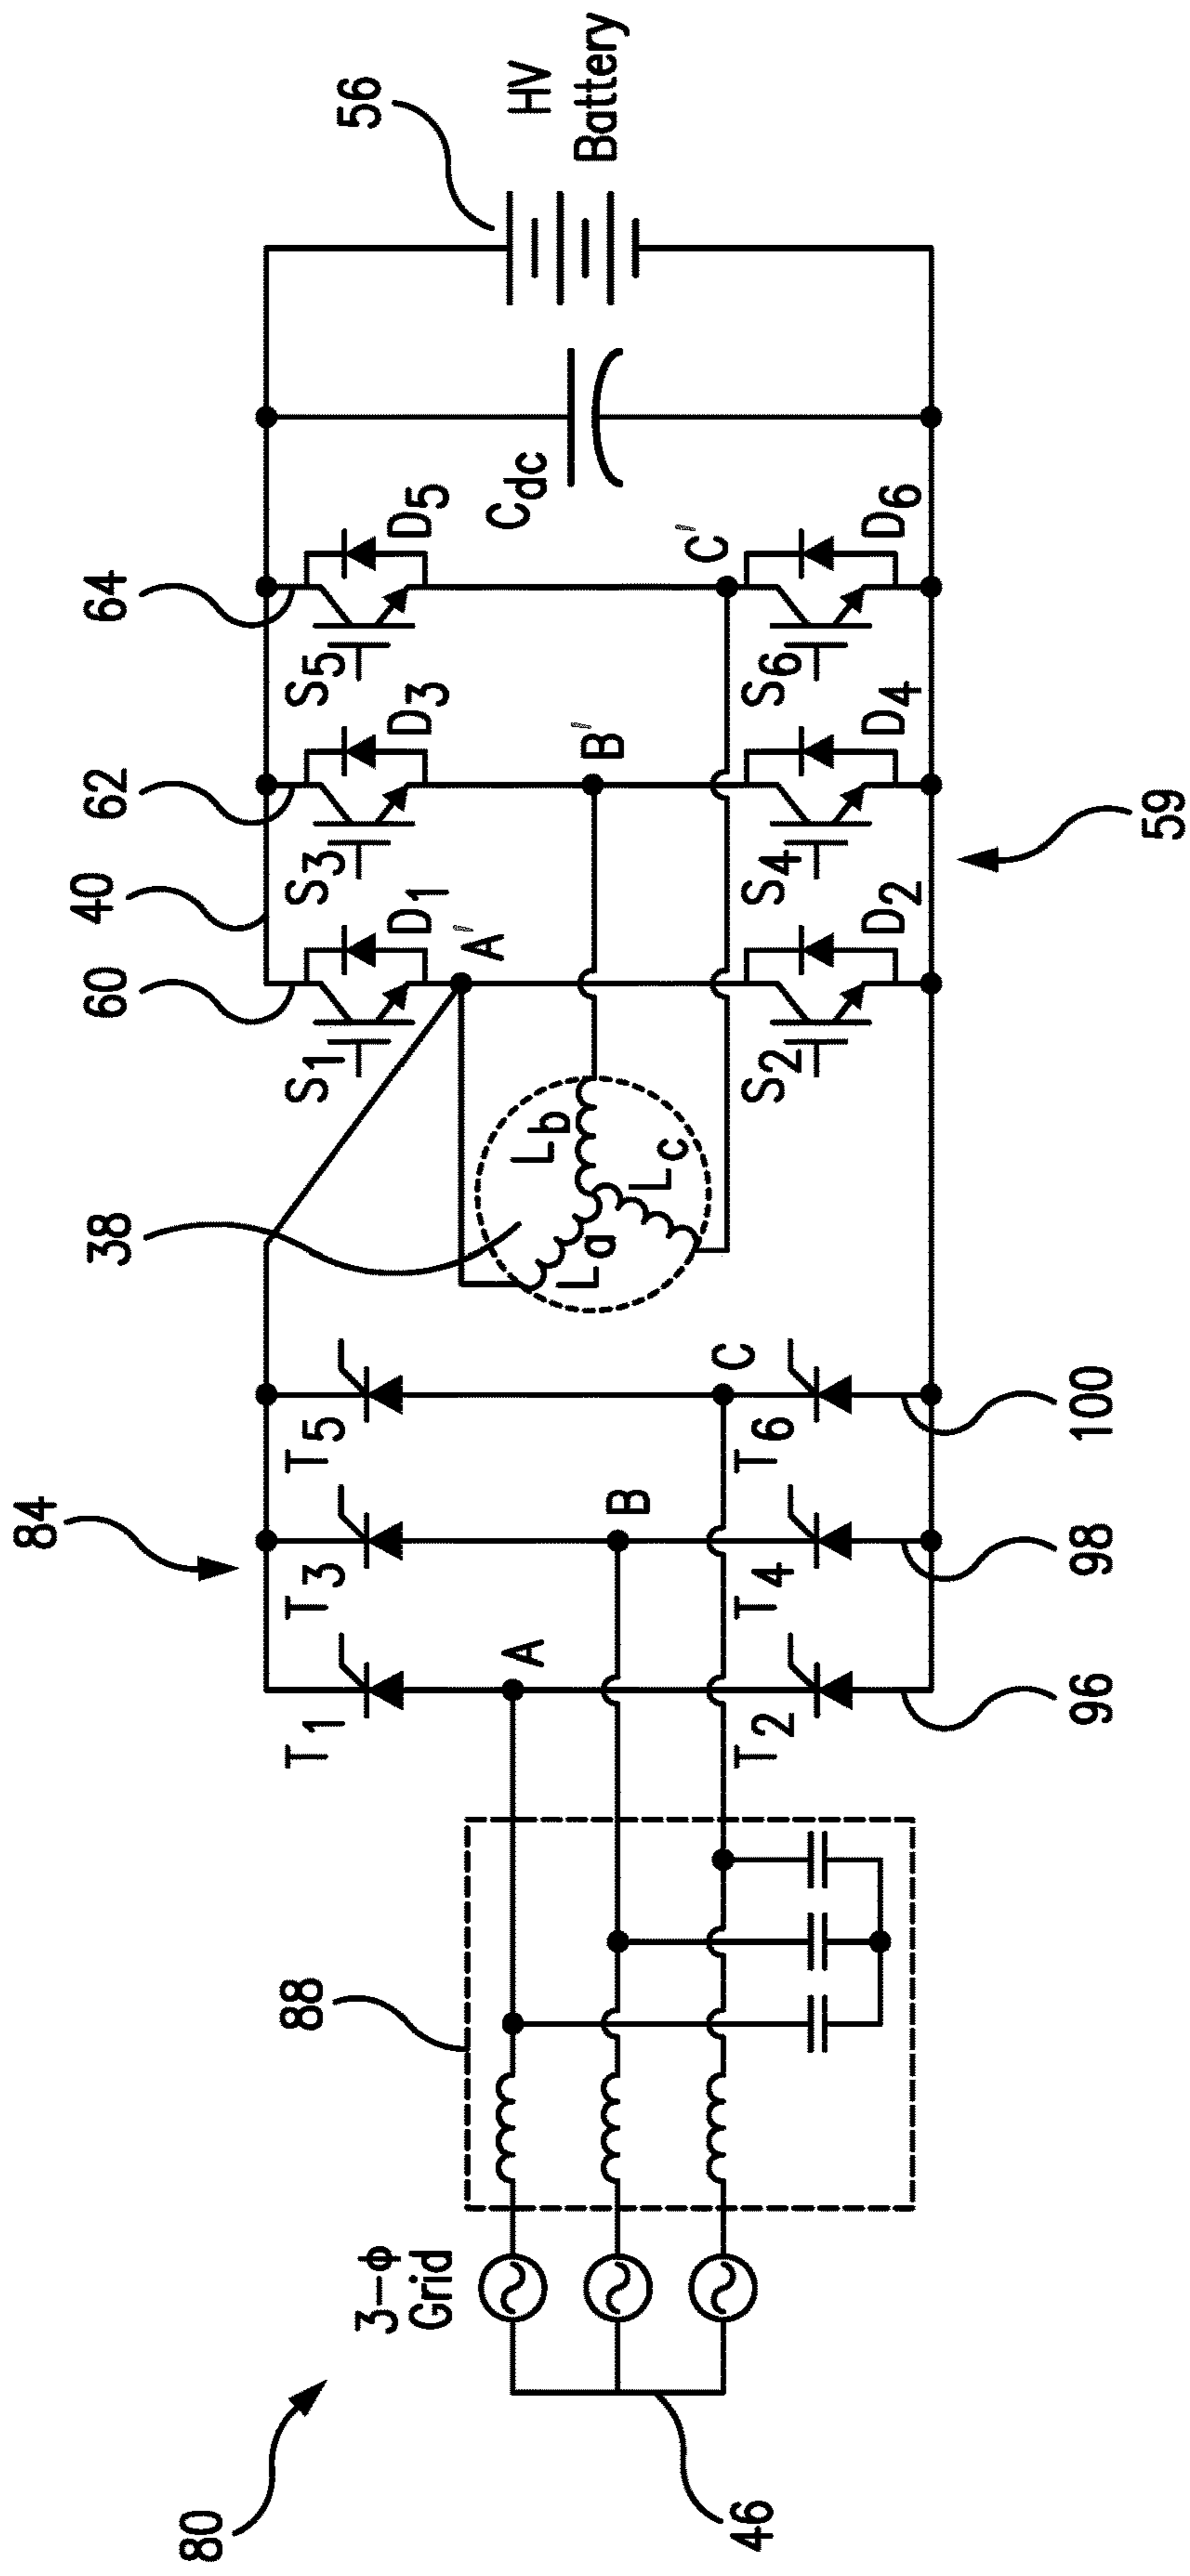 80
3-ϕ
Grid
46
88
84
T1
T3
T5
A
B
C
T2
T4
T6
96
98
100
38
La
Lb
Lc
60
40
62
64
S1
D1
S3
D3
S5
D5
A'
B'
C'
S2
D2
S4
D4
S6
D6
59
Cdc
56
HV
Battery